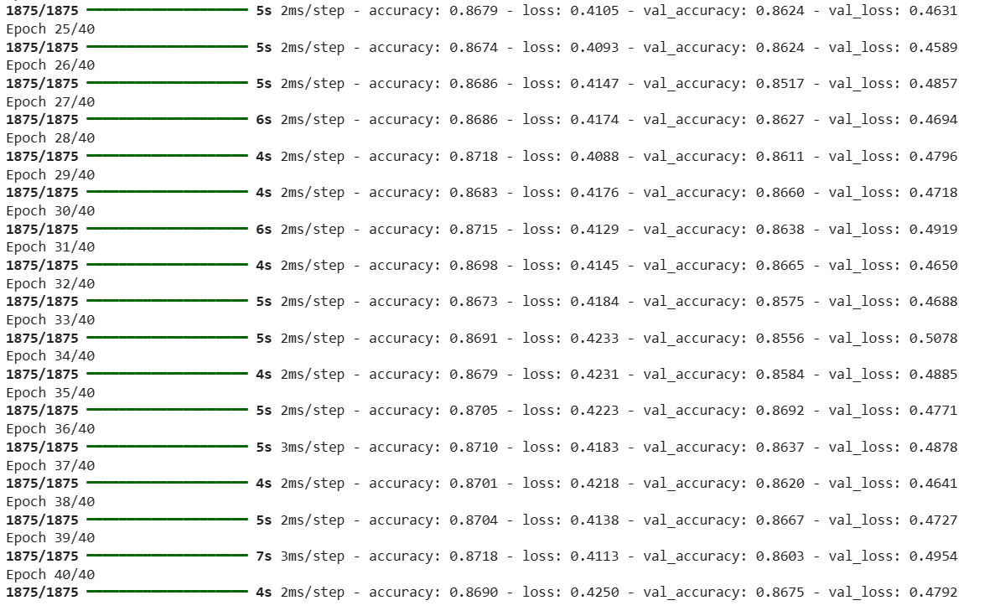 1875/1875 ━━━━━━━━━━━━━━━━━━━━ 5s 2ms/step - accuracy: 0.8679 - loss: 0.4105 - val_accuracy: 0.8624 - val_loss: 0.4631
Epoch 25/40
1875/1875 ━━━━━━━━━━━━━━━━━━━━ 5s 2ms/step - accuracy: 0.8674 - loss: 0.4093 - val_accuracy: 0.8624 - val_loss: 0.4589
Epoch 26/40
1875/1875 ━━━━━━━━━━━━━━━━━━━━ 5s 2ms/step - accuracy: 0.8686 - loss: 0.4147 - val_accuracy: 0.8517 - val_loss: 0.4857
Epoch 27/40
1875/1875 ━━━━━━━━━━━━━━━━━━━━ 6s 2ms/step - accuracy: 0.8686 - loss: 0.4174 - val_accuracy: 0.8627 - val_loss: 0.4694
Epoch 28/40
1875/1875 ━━━━━━━━━━━━━━━━━━━━ 4s 2ms/step - accuracy: 0.8718 - loss: 0.4088 - val_accuracy: 0.8611 - val_loss: 0.4796
Epoch 29/40
1875/1875 ━━━━━━━━━━━━━━━━━━━━ 4s 2ms/step - accuracy: 0.8683 - loss: 0.4176 - val_accuracy: 0.8660 - val_loss: 0.4718
Epoch 30/40
1875/1875 ━━━━━━━━━━━━━━━━━━━━ 6s 2ms/step - accuracy: 0.8715 - loss: 0.4129 - val_accuracy: 0.8638 - val_loss: 0.4919
Epoch 31/40
1875/1875 ━━━━━━━━━━━━━━━━━━━━ 4s 2ms/step - accuracy: 0.8698 - loss: 0.4145 - val_accuracy: 0.8665 - val_loss: 0.4650
Epoch 32/40
1875/1875 ━━━━━━━━━━━━━━━━━━━━ 5s 2ms/step - accuracy: 0.8673 - loss: 0.4184 - val_accuracy: 0.8575 - val_loss: 0.4688
Epoch 33/40
1875/1875 ━━━━━━━━━━━━━━━━━━━━ 5s 2ms/step - accuracy: 0.8691 - loss: 0.4233 - val_accuracy: 0.8556 - val_loss: 0.5078
Epoch 34/40
1875/1875 ━━━━━━━━━━━━━━━━━━━━ 4s 2ms/step - accuracy: 0.8679 - loss: 0.4231 - val_accuracy: 0.8584 - val_loss: 0.4885
Epoch 35/40
1875/1875 ━━━━━━━━━━━━━━━━━━━━ 5s 2ms/step - accuracy: 0.8705 - loss: 0.4223 - val_accuracy: 0.8692 - val_loss: 0.4771
Epoch 36/40
1875/1875 ━━━━━━━━━━━━━━━━━━━━ 5s 3ms/step - accuracy: 0.8710 - loss: 0.4183 - val_accuracy: 0.8637 - val_loss: 0.4878
Epoch 37/40
1875/1875 ━━━━━━━━━━━━━━━━━━━━ 4s 2ms/step - accuracy: 0.8701 - loss: 0.4218 - val_accuracy: 0.8620 - val_loss: 0.4641
Epoch 38/40
1875/1875 ━━━━━━━━━━━━━━━━━━━━ 5s 2ms/step - accuracy: 0.8704 - loss: 0.4138 - val_accuracy: 0.8667 - val_loss: 0.4727
Epoch 39/40
1875/1875 ━━━━━━━━━━━━━━━━━━━━ 7s 3ms/step - accuracy: 0.8718 - loss: 0.4113 - val_accuracy: 0.8603 - val_loss: 0.4954
Epoch 40/40
1875/1875 ━━━━━━━━━━━━━━━━━━━━ 4s 2ms/step - accuracy: 0.8690 - loss: 0.4250 - val_accuracy: 0.8675 - val_loss: 0.4792